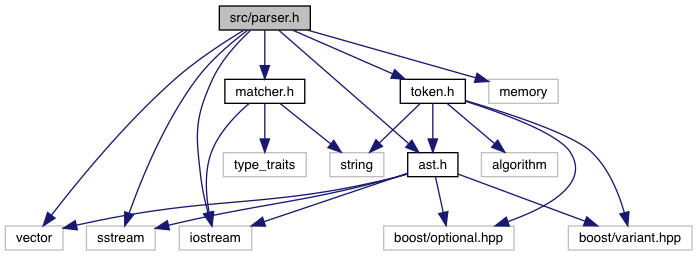 src/parser.h
matcher.h
token.h
memory
type_traits
string
ast.h
algorithm
vector
sstream
iostream
boost/optional.hpp
boost/variant.hpp